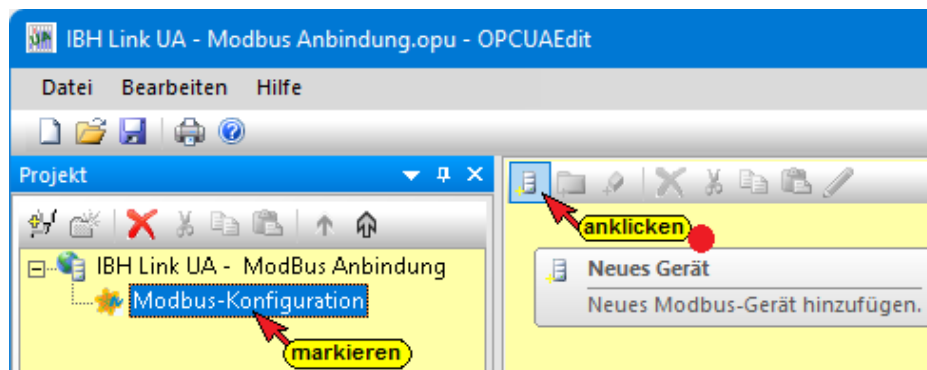 IBH Link UA - Modbus Anbindung.opu - OPCUAEdit
Datei Bearbeiten Hilfe
Projekt
anklicken
IBH Link UA - ModBus Anbindung
Neues Gerät
Modbus-Konfiguration
Neues Modbus-Gerät hinzufügen.
markieren